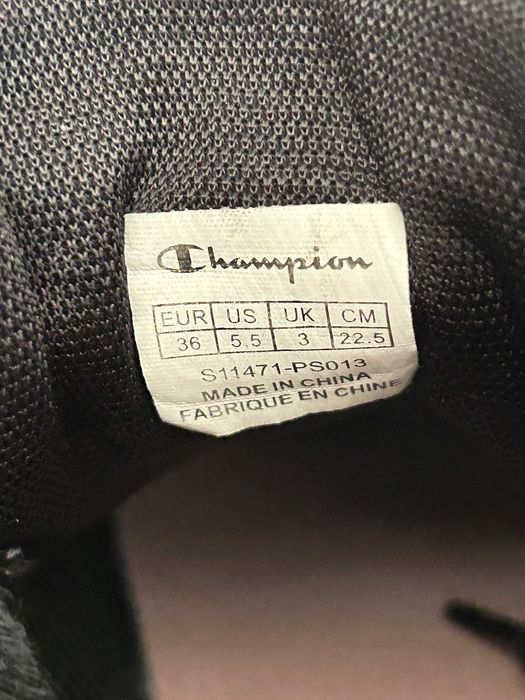 Champion
EUR US UK CM
36 5.5 3 22.5
S11471-PS013
MADE IN CHINA
FABRIQUE EN CHINE